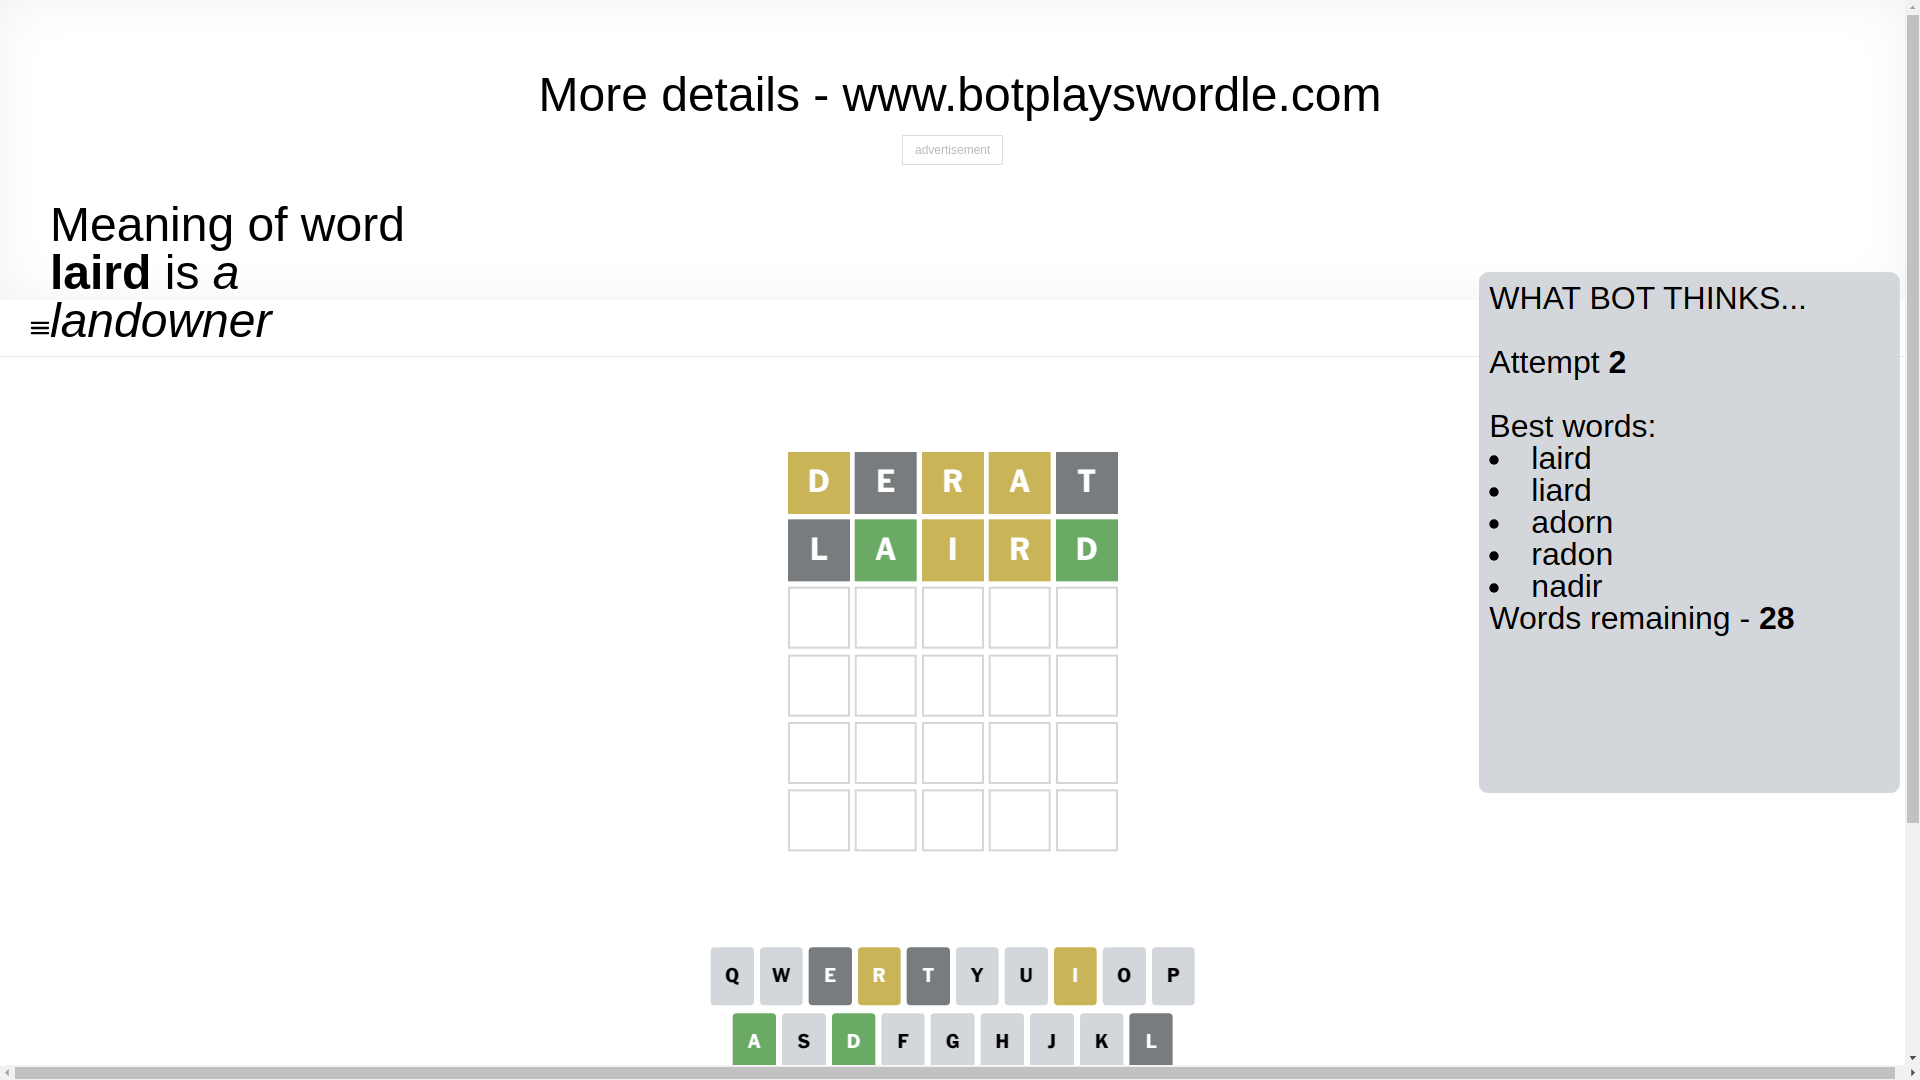 More details - www.botplayswordle.com
advertisement
Meaning of word
laird is a
landowner
WHAT BOT THINKS...
Attempt 2
Best words:
laird
liard
adorn
radon
nadir
Words remaining - 28
D E R A T
L A I R D
Q W E R T Y U I O P
A S D F G H J K L